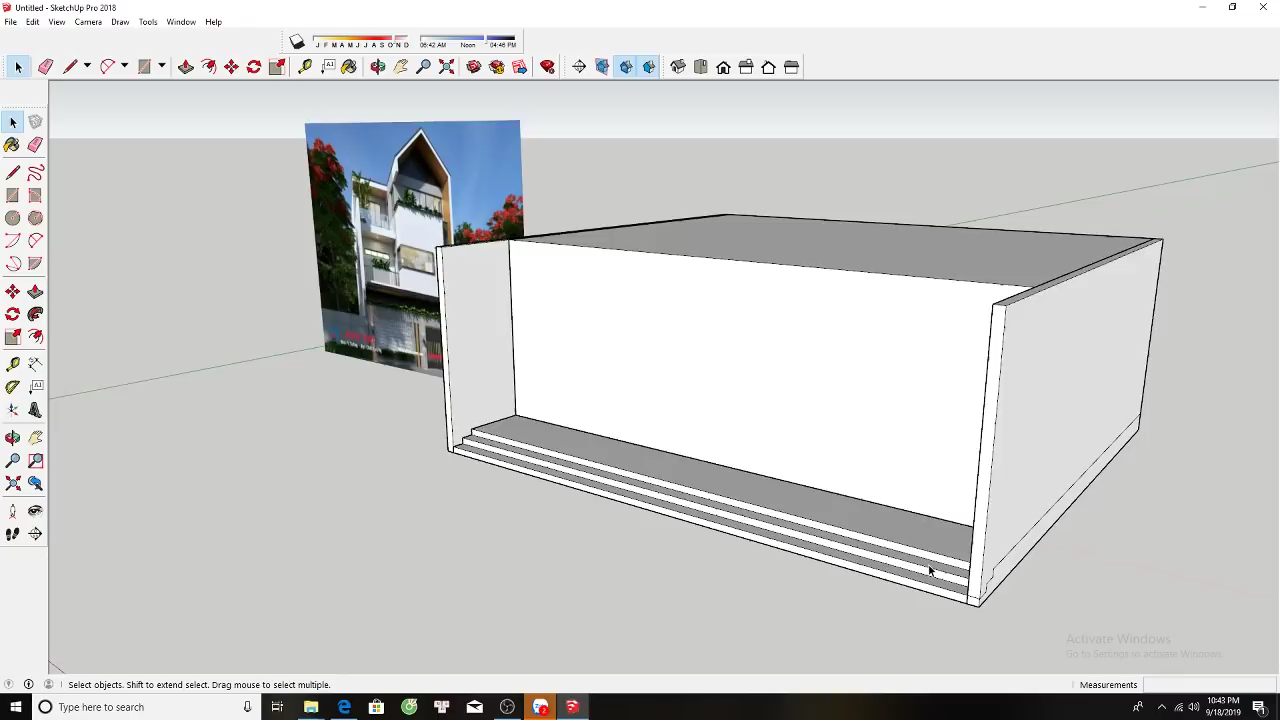 Untitled - SketchUp Pro 2018
File Edit View Camera Draw Tools Window Help
J F M A M J J A S O N D 06:42 AM Noon 04:46 PM
Activate Windows
Go to Settings to activate Windows.
Select objects. Shift to extend select. Drag mouse to select multiple. Measurements
Type here to search
10:43 PM
9/18/2019